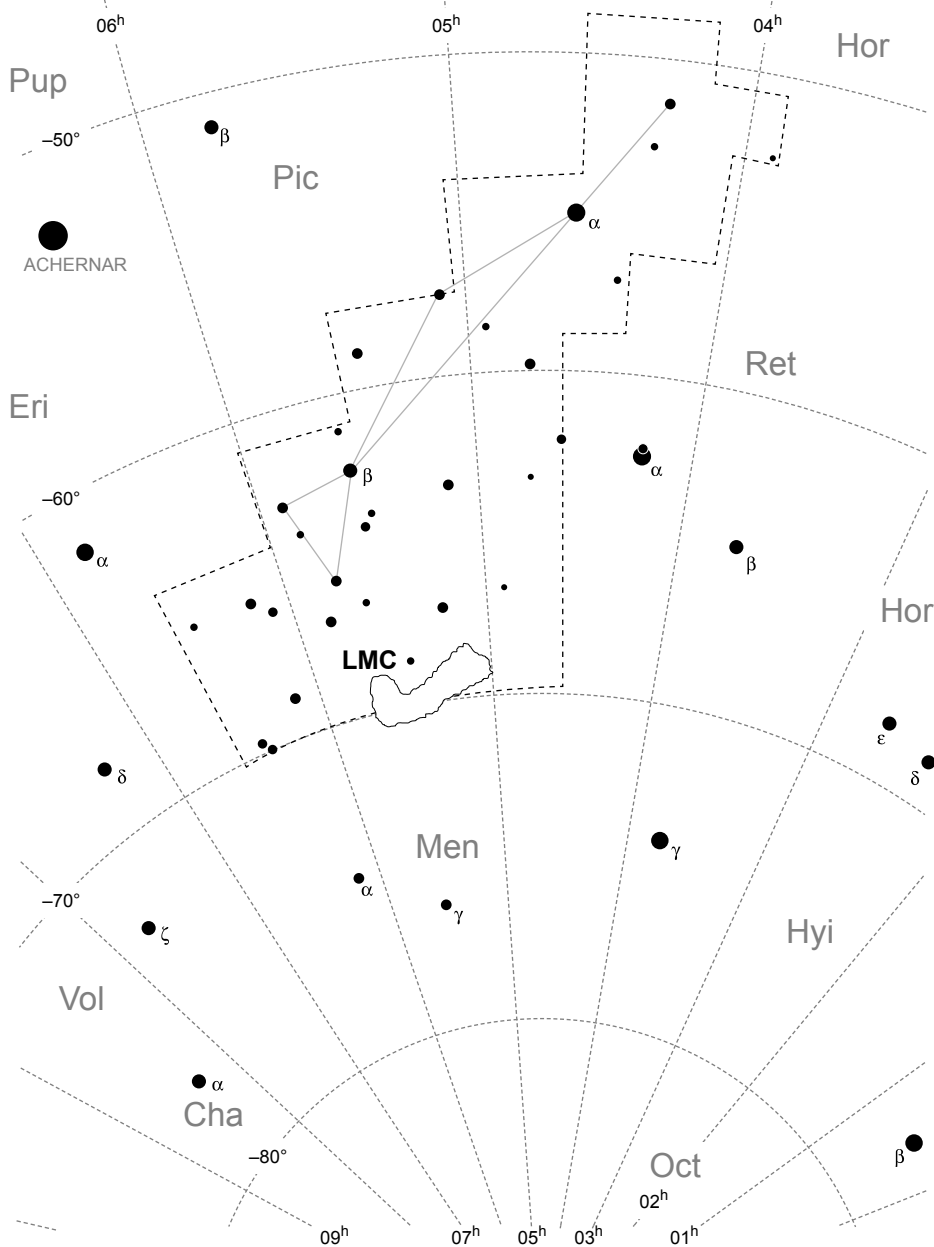 06ʰ
05ʰ
04ʰ
Hor
Pup
–50°
β
Pic
α
ACHERNAR
Ret
Eri
β
α
–60°
α
β
Hor
LMC
ε
δ
δ
Men
γ
α
γ
–70°
ζ
Hyi
Vol
α
Cha
β
–80°
Oct
02ʰ
09ʰ
07ʰ
05ʰ
03ʰ
01ʰ